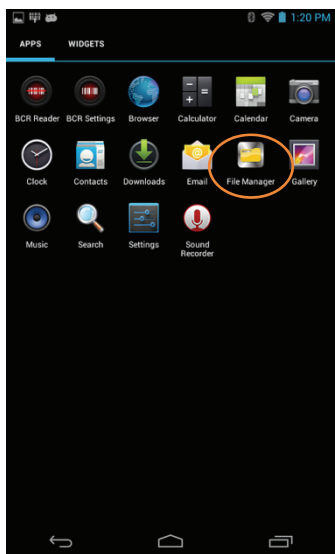 1:20 PM
APPS WIDGETS
BCR Reader BCR Settings Browser Calculator Calendar Camera
Clock Contacts Downloads Email File Manager Gallery
Music Search Settings Sound
Recorder